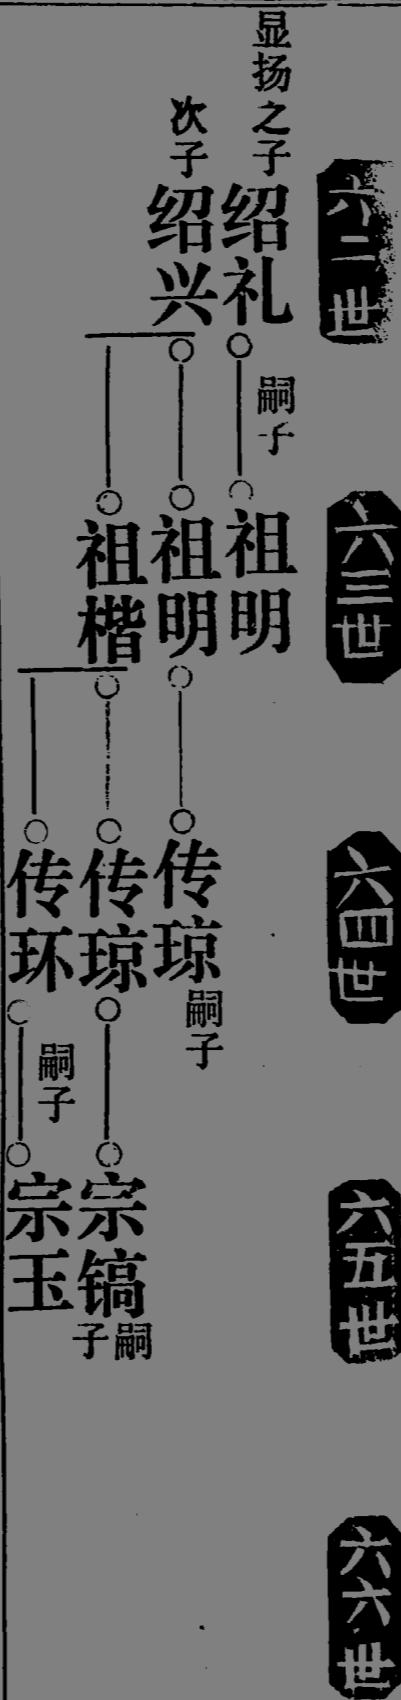 六二世
显扬之子
绍礼
次子
绍兴
六三世
嗣子
祖明
祖明
祖楷
六四世
传琼
嗣子
传琼
传环
六五世
宗镐
嗣子
嗣子
宗玉
六六世